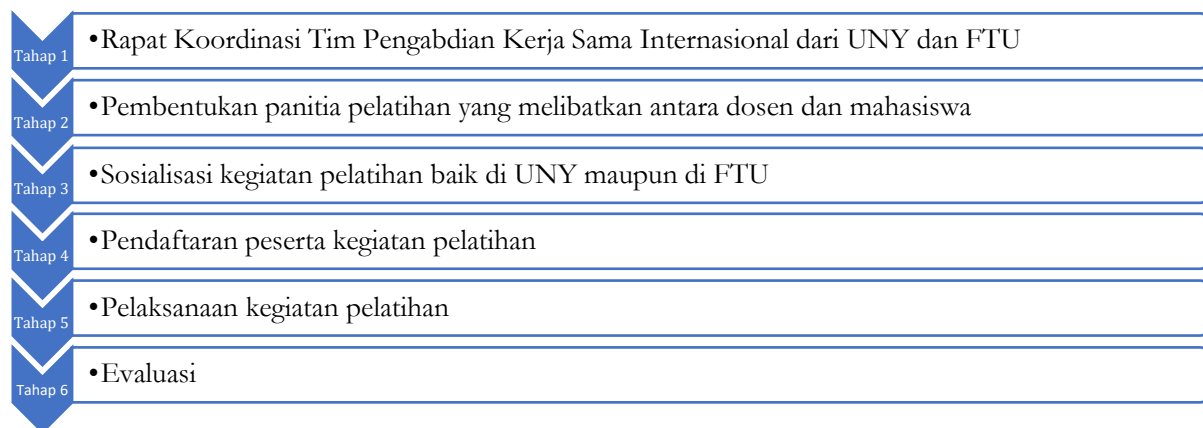 Tahap 1
•Rapat Koordinasi Tim Pengabdian Kerja Sama Internasional dari UNY dan FTU
Tahap 2
•Pembentukan panitia pelatihan yang melibatkan antara dosen dan mahasiswa
Tahap 3
•Sosialisasi kegiatan pelatihan baik di UNY maupun di FTU
Tahap 4
•Pendaftaran peserta kegiatan pelatihan
Tahap 5
•Pelaksanaan kegiatan pelatihan
Tahap 6
•Evaluasi